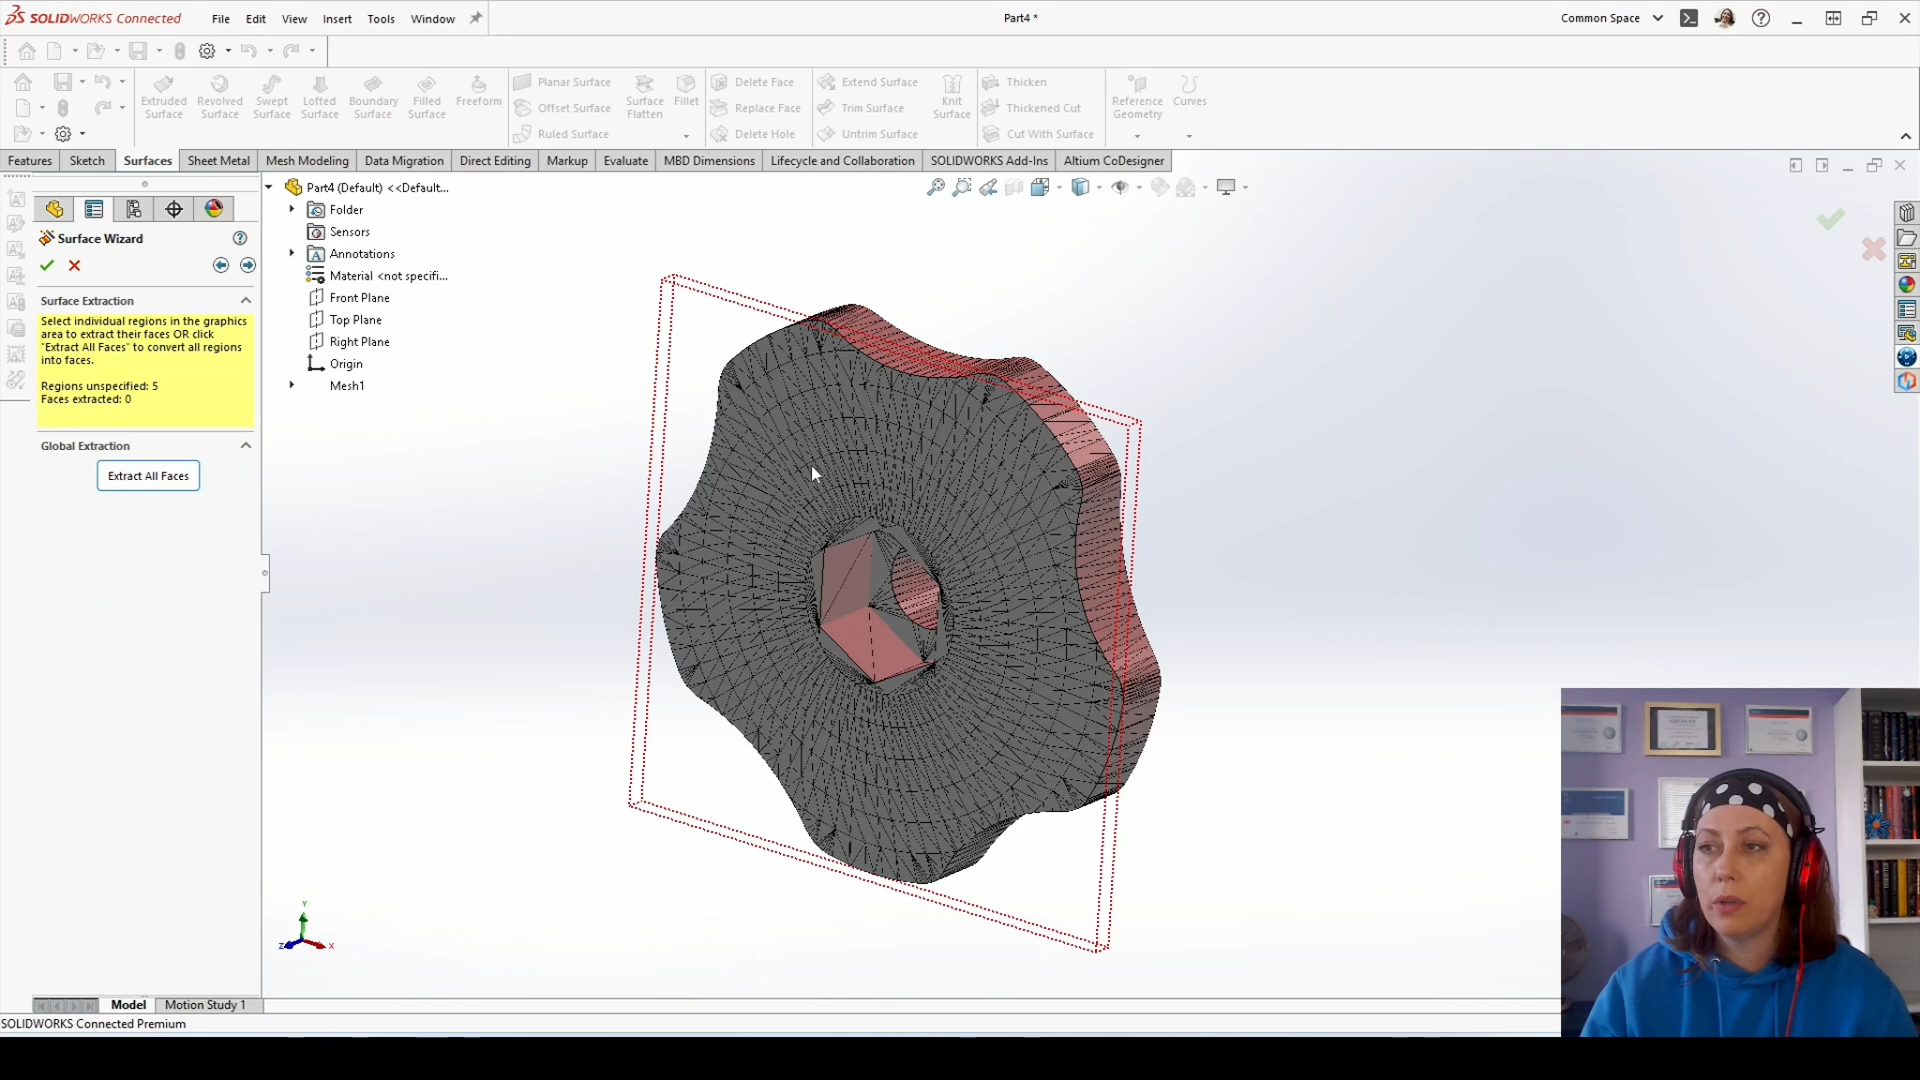 SOLIDWORKS Connected
File Edit View Insert Tools Window
Part4 *
Common Space
Extruded Surface
Revolved Surface
Swept Surface
Lofted Surface
Boundary Surface
Filled Surface
Freeform
Planar Surface
Offset Surface
Ruled Surface
Surface Flatten
Fillet
Delete Face
Replace Face
Delete Hole
Extend Surface
Trim Surface
Untrim Surface
Knit Surface
Thicken
Thickened Cut
Cut With Surface
Reference Geometry
Curves
Features Sketch Surfaces Sheet Metal Mesh Modeling Data Migration Direct Editing Markup Evaluate MBD Dimensions Lifecycle and Collaboration SOLIDWORKS Add-Ins Altium CoDesigner
Surface Wizard
Surface Extraction
Select individual regions in the graphics
area to extract their faces OR click
"Extract All Faces" to convert all regions
into faces.
Regions unspecified: 5
Faces extracted: 0
Global Extraction
Extract All Faces
Part4 (Default) <<Default...
Folder
Sensors
Annotations
Material <not specifi...
Front Plane
Top Plane
Right Plane
Origin
Mesh1
Y
Z
X
Model Motion Study 1
SOLIDWORKS Connected Premium